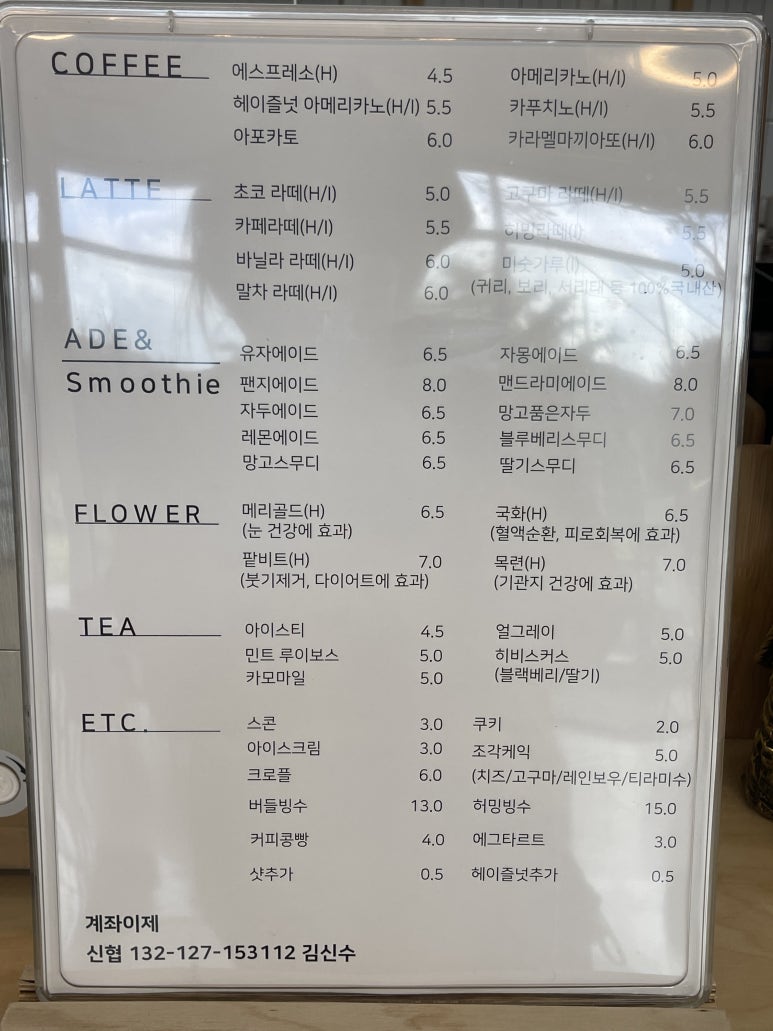 COFFEE
에스프레소(H) 4.5 아메리카노(H/I) 5.0
헤이즐넛 아메리카노(H/I) 5.5 카푸치노(H/I) 5.5
아포카토 6.0 카라멜마끼아또(H/I) 6.0
LATTE
초코 라떼(H/I) 5.0 고구마 라떼(H/I) 5.5
카페라떼(H/I) 5.5 허밍라떼(I) 5.5
바닐라 라떼(H/I) 6.0 미숫가루(I) 5.0
(귀리, 보리, 서리태 등 100%국내산)
말차 라떼(H/I) 6.0
ADE&
Smoothie
유자에이드 6.5 자몽에이드 6.5
팬지에이드 8.0 맨드라미에이드 8.0
자두에이드 6.5 망고품은자두 7.0
레몬에이드 6.5 블루베리스무디 6.5
망고스무디 6.5 딸기스무디 6.5
FLOWER
메리골드(H) 6.5 국화(H) 6.5
(눈 건강에 효과) (혈액순환, 피로회복에 효과)
팥비트(H) 7.0 목련(H) 7.0
(붓기제거, 다이어트에 효과) (기관지 건강에 효과)
TEA
아이스티 4.5 얼그레이 5.0
민트 루이보스 5.0 히비스커스 5.0
카모마일 5.0 (블랙베리/딸기)
ETC.
스콘 3.0 쿠키 2.0
아이스크림 3.0 조각케익 5.0
크로플 6.0 (치즈/고구마/레인보우/티라미수)
버들빙수 13.0 허밍빙수 15.0
커피콩빵 4.0 에그타르트 3.0
샷추가 0.5 헤이즐넛추가 0.5
계좌이제
신협 132-127-153112 김신수